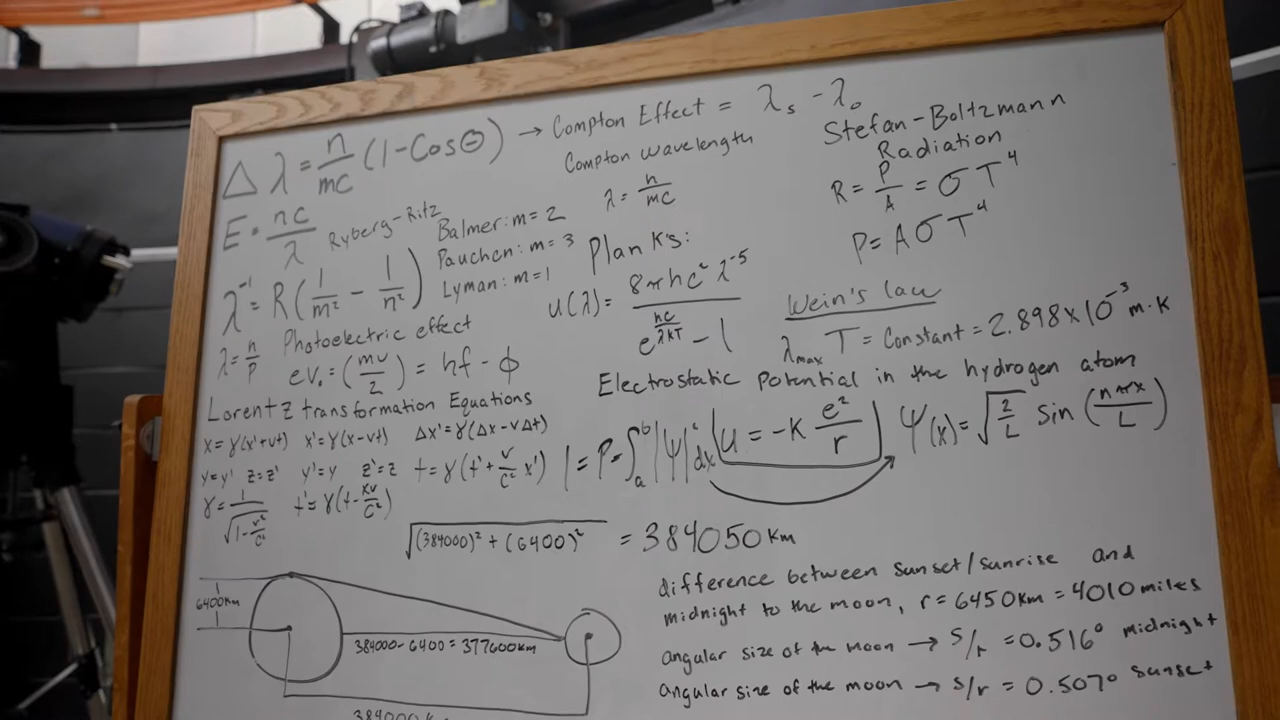 Δλ = h/mc (1-Cosθ) → Compton Effect = λs - λo
Compton wavelength
λ = h/mc
Stefan-Boltzmann
Radiation
R = P/A = σT⁴
P = AσT⁴
E = hc/λ
Ryberg-Ritz
λ⁻¹ = R(1/m² - 1/n²)
Balmer: m = 2
Pauchen: m = 3
Lyman: m = 1
Plank's:
u(λ) = 8πhc²λ⁻⁵ / e^(hc/λkT) - 1
Wein's law
λmax T = Constant = 2.898x10⁻³ m·K
λ = h/p
Photoelectric effect
eV₀ = (mv/2) = hf - φ
Lorentz transformation Equations
x = γ(x'+vt) x' = γ(x-vt) Δx' = γ(Δx-vΔt)
y=y' z=z' y'=y z'=z t = γ(t' + v/c² x')
γ = 1/√(1-v²/c²) t' = γ(t - xv/c²)
Electrostatic Potential in the hydrogen atom
1 = P = ∫ₐᵇ |ψ|² dx [U = -K e²/r] ψ(x) = √(2/L) sin (nπx/L)
√((384000)² + (6400)²) = 384050 Km
6400Km
384000-6400 = 377600km
difference between sunset/sunrise and
midnight to the moon, r = 6450Km = 4010 miles
angular size of the moon → s/r = 0.516° midnight
angular size of the moon → s/r = 0.507° sunset